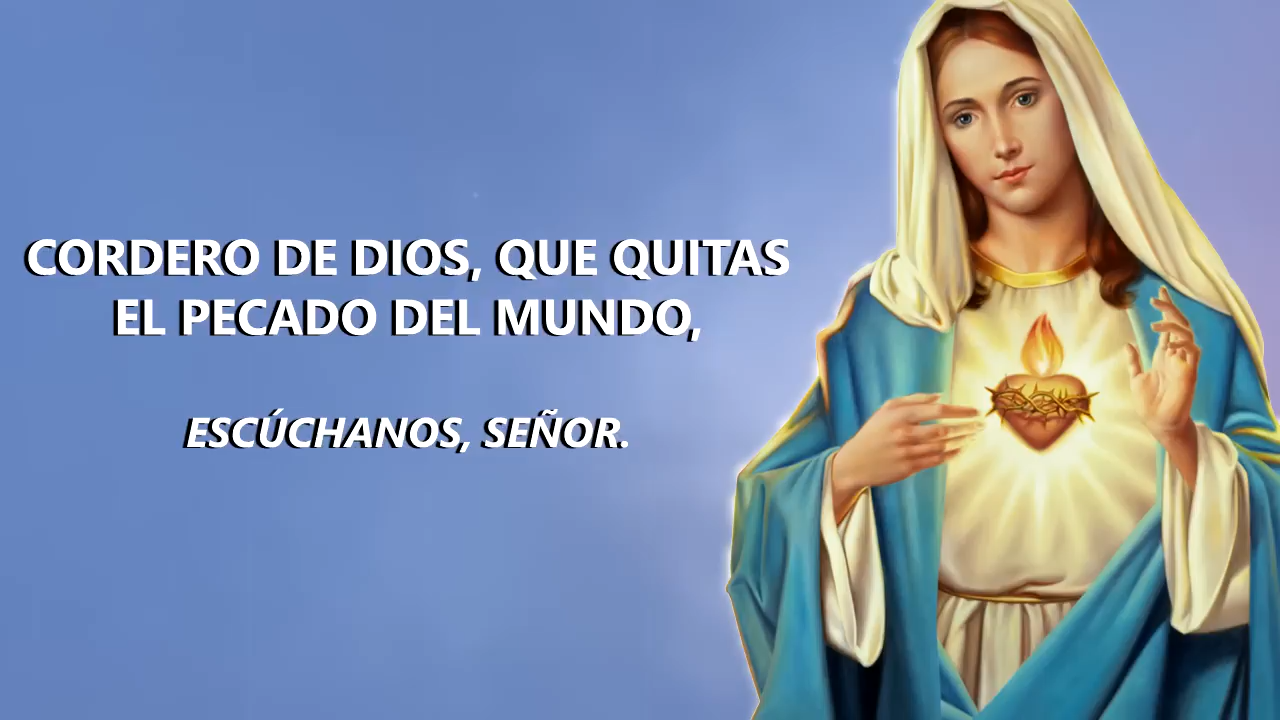 CORDERO DE DIOS, QUE QUITAS
EL PECADO DEL MUNDO,
ESCÚCHANOS, SEÑOR.